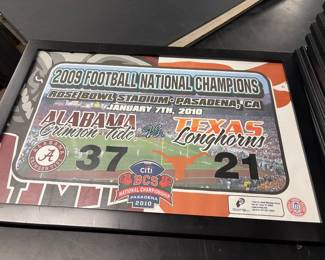 2009 FOOTBALL NATIONAL CHAMPIONS
ROSE BOWL STADIUM - PASADENA, CA
JANUARY 7TH, 2010
ALABAMA TEXAS
Crimson Tide Longhorns
37 21
citi
BCS
NATIONAL CHAMPIONSHIP
PASADENA
2010